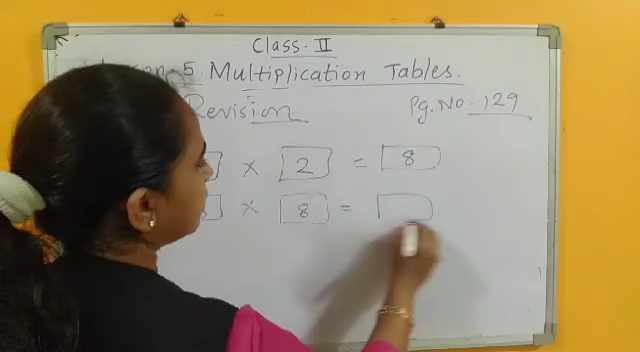 Class. II
5. Multiplication Tables.
Revision
Pg. No. 129
× 2 = 8
× 8 =